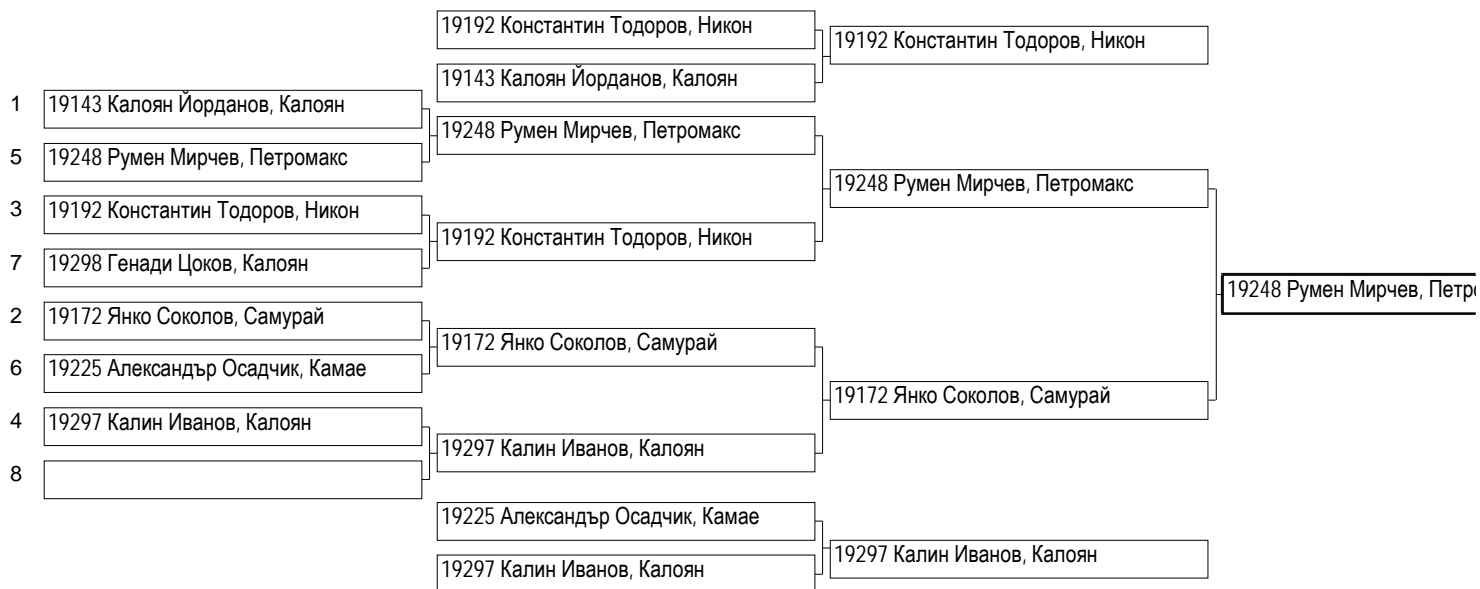 19192 Константин Тодоров, Никон
19192 Константин Тодоров, Никон
19143 Калоян Йорданов, Калоян
1 19143 Калоян Йорданов, Калоян
19248 Румен Мирчев, Петромакс
5 19248 Румен Мирчев, Петромакс
19248 Румен Мирчев, Петромакс
3 19192 Константин Тодоров, Никон
19192 Константин Тодоров, Никон
7 19298 Генади Цоков, Калоян
19248 Румен Мирчев, Петро
2 19172 Янко Соколов, Самурай
19172 Янко Соколов, Самурай
6 19225 Александър Осадчик, Камае
19172 Янко Соколов, Самурай
4 19297 Калин Иванов, Калоян
19297 Калин Иванов, Калоян
8
19225 Александър Осадчик, Камае
19297 Калин Иванов, Калоян
19297 Калин Иванов, Калоян